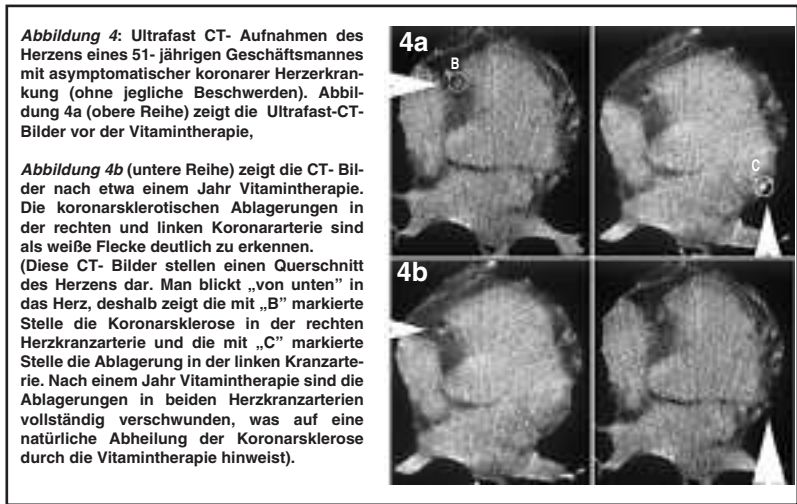 Abbildung 4: Ultrafast CT- Aufnahmen des
Herzens eines 51- jährigen Geschäftsmannes
mit asymptomatischer koronarer Herzerkran-
kung (ohne jegliche Beschwerden). Abbil-
dung 4a (obere Reihe) zeigt die Ultrafast-CT-
Bilder vor der Vitamintherapie,
Abbildung 4b (untere Reihe) zeigt die CT- Bil-
der nach etwa einem Jahr Vitamintherapie.
Die koronarsklerotischen Ablagerungen in
der rechten und linken Koronararterie sind
als weiße Flecke deutlich zu erkennen.
(Diese CT- Bilder stellen einen Querschnitt
des Herzens dar. Man blickt „von unten” in
das Herz, deshalb zeigt die mit „B” markierte
Stelle die Koronarsklerose in der rechten
Herzkranzarterie und die mit „C” markierte
Stelle die Ablagerung in der linken Kranzarte-
rie. Nach einem Jahr Vitamintherapie sind die
Ablagerungen in beiden Herzkranzarterien
vollständig verschwunden, was auf eine
natürliche Abheilung der Koronarsklerose
durch die Vitamintherapie hinweist).
4a
B
C
4b